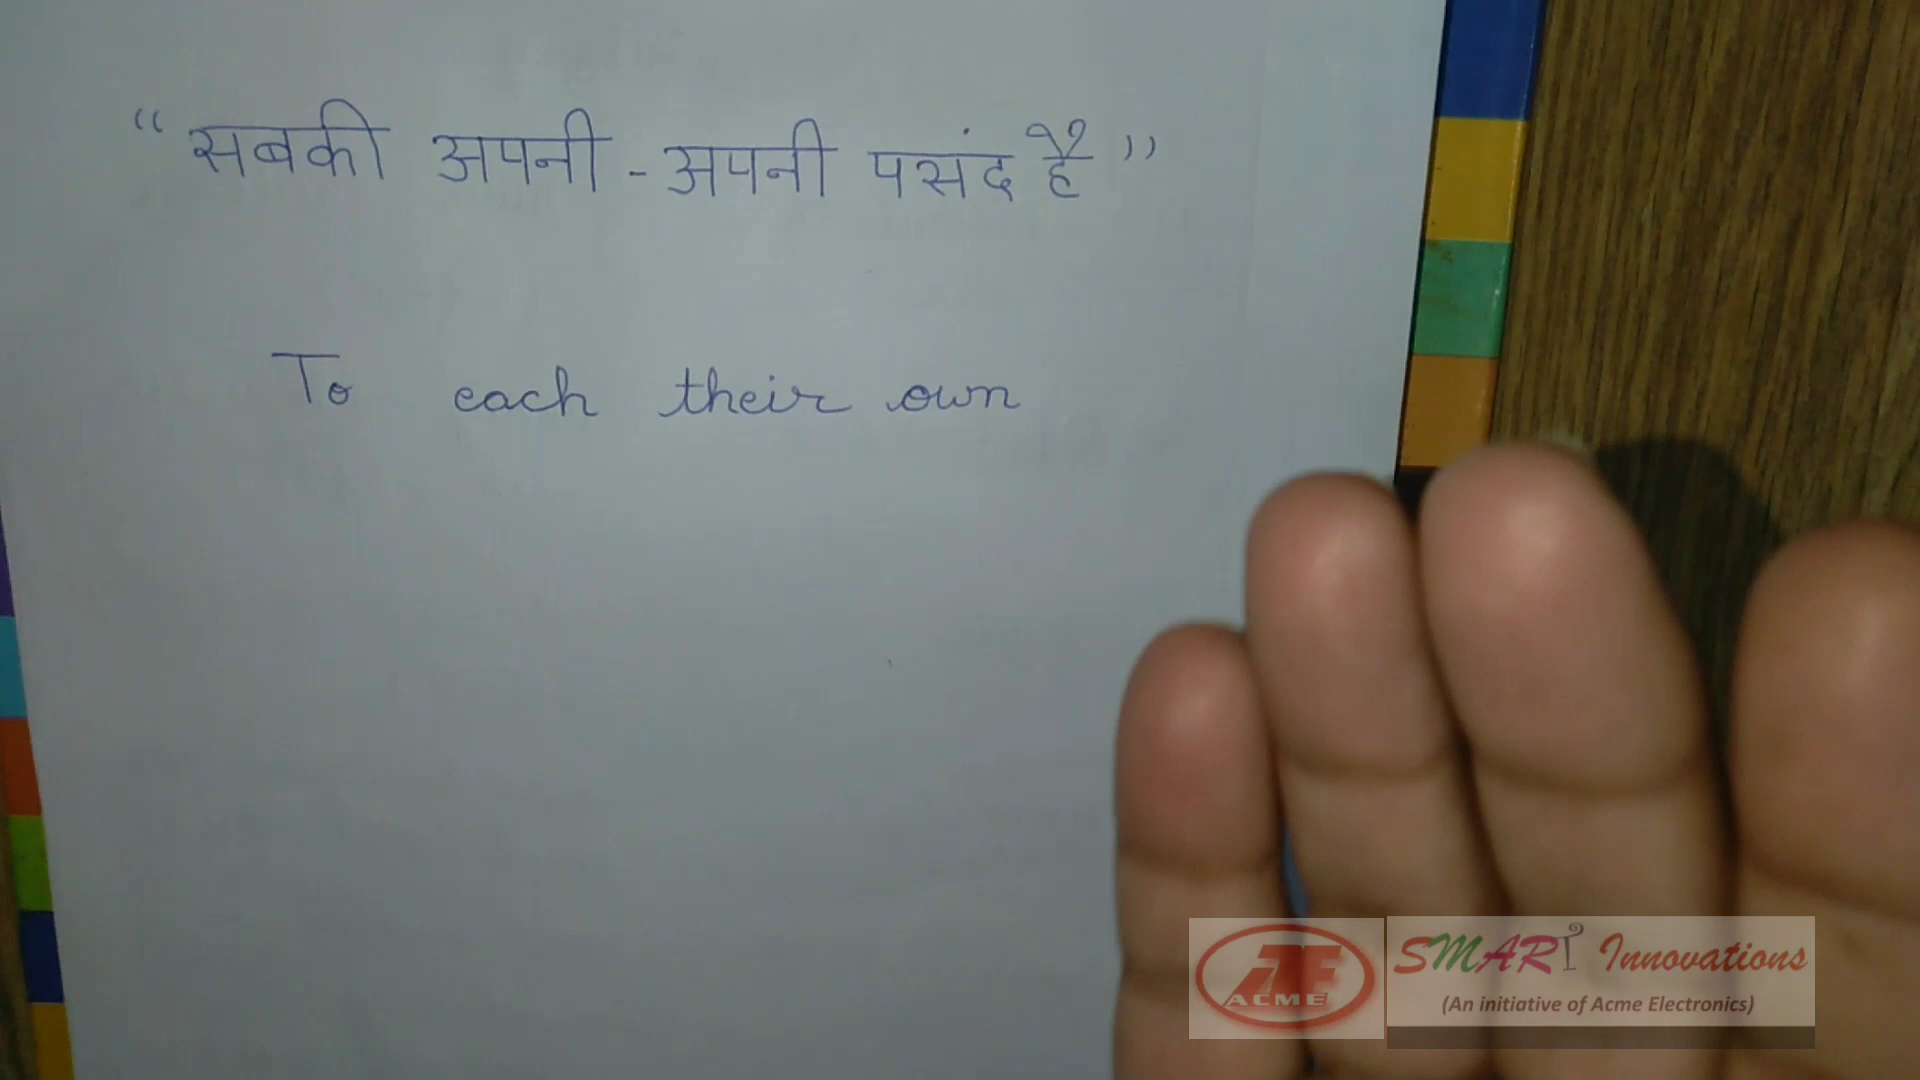 “सबकी अपनी - अपनी पसंद है”
To each their own
ACME
SMART Innovations
(An initiative of Acme Electronics)